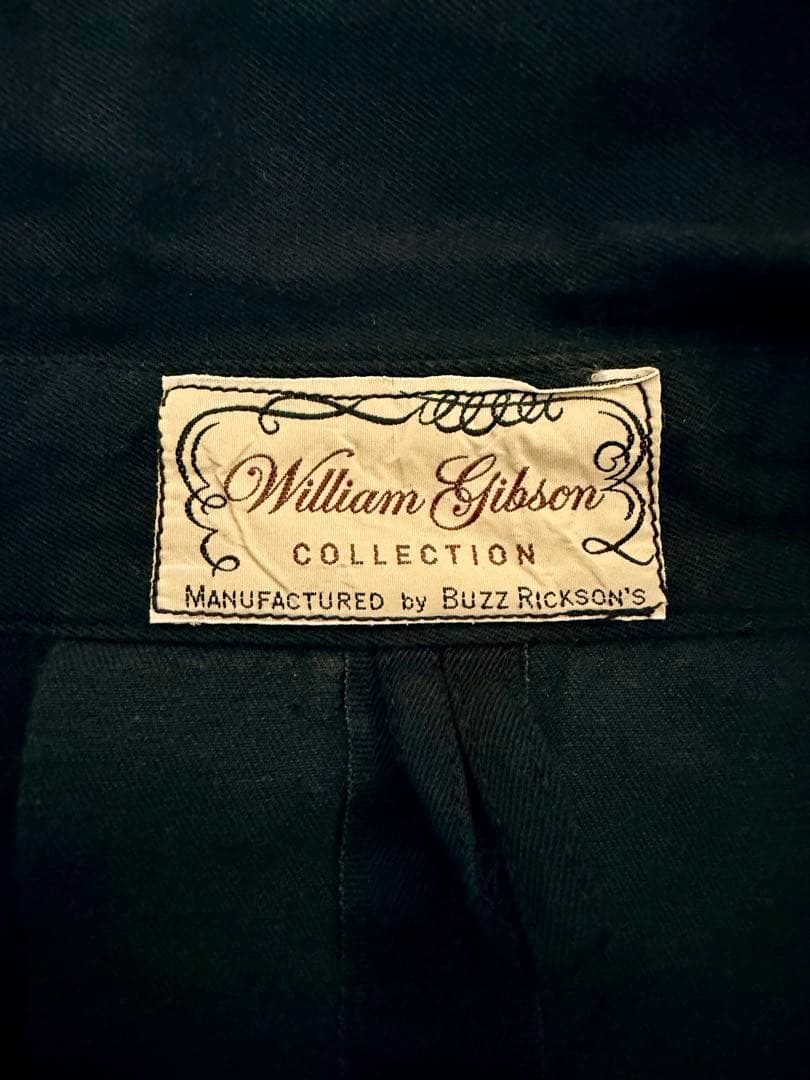 William Gibson
COLLECTION
MANUFACTURED by BUZZ RICKSON'S